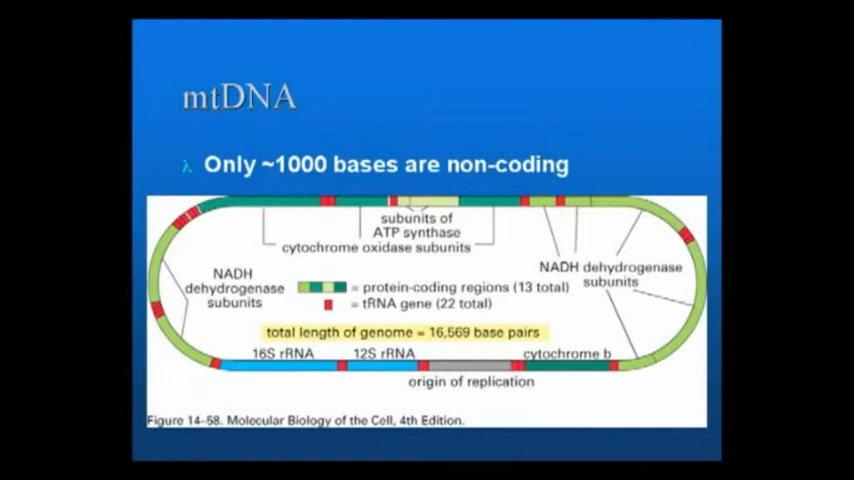 mtDNA
λ Only ~1000 bases are non-coding
subunits of
ATP synthase
cytochrome oxidase subunits
NADH
dehydrogenase
subunits
NADH dehydrogenase
subunits
= protein-coding regions (13 total)
= tRNA gene (22 total)
total length of genome = 16,569 base pairs
16S rRNA 12S rRNA cytochrome b
origin of replication
Figure 14-58. Molecular Biology of the Cell, 4th Edition.